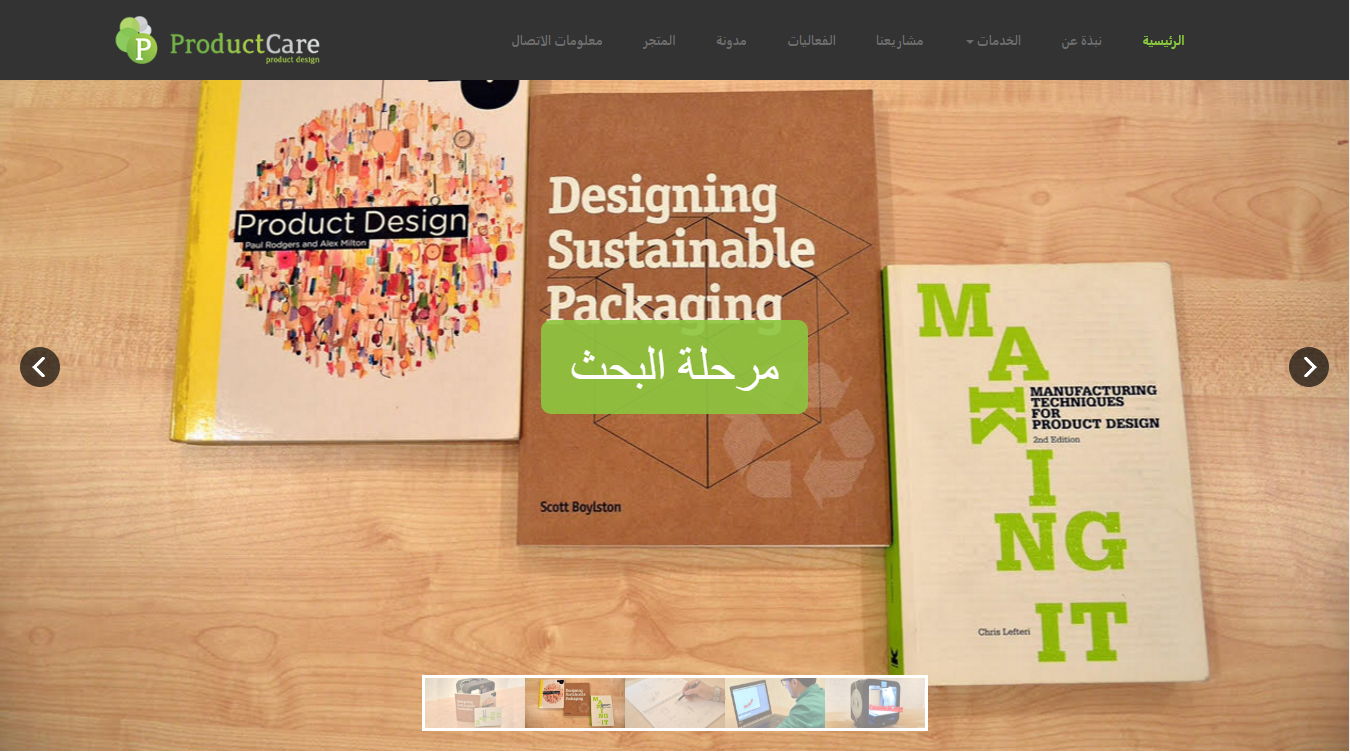 P
ProductCare
product design
الرئيسية
نبذة عن
الخدمات
مشاريعنا
الفعاليات
مدونة
المتجر
معلومات الاتصال
Product Design
Paul Rodgers and Alex Milton
Designing
Sustainable
Packaging
مرحلة البحث
Scott Boylston
MAKING IT
MANUFACTURING
TECHNIQUES
FOR
PRODUCT DESIGN
2nd Edition
Chris Lefteri